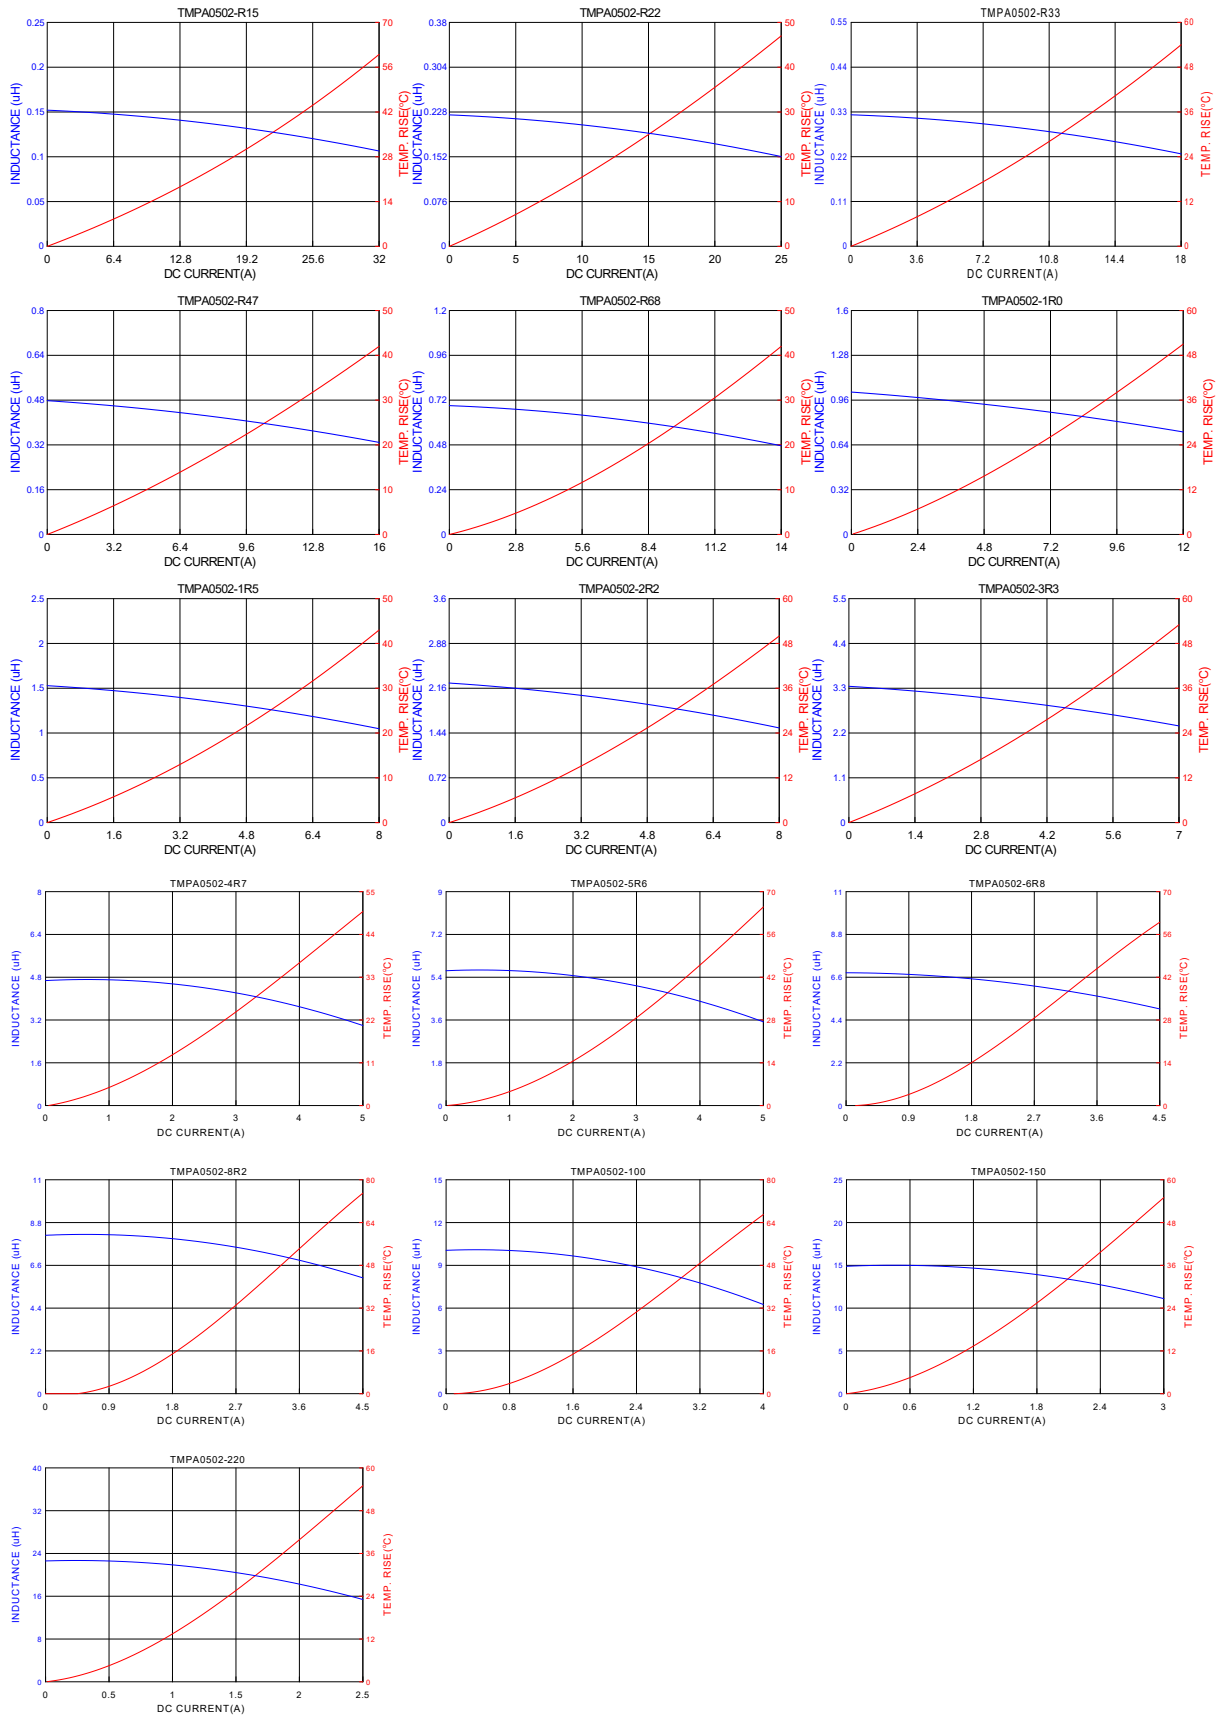 TMPA0502-R15
TMPA0502-R22
TMPA0502-R33
0.25
0.2
0.15
0.1
0.05
0
INDUCTANCE (uH)
70
56
42
28
14
0
TEMP. RISE(ºC)
0 6.4 12.8 19.2 25.6 32
DC CURRENT(A)
0.38
0.304
0.228
0.152
0.076
0
INDUCTANCE (uH)
50
40
30
20
10
0
TEMP. RISE(ºC)
0 5 10 15 20 25
DC CURRENT(A)
0.55
0.44
0.33
0.22
0.11
0
INDUCTANCE (uH)
60
48
36
24
12
0
TEMP. RISE(ºC)
0 3.6 7.2 10.8 14.4 18
DC CURRENT(A)
TMPA0502-R47
TMPA0502-R68
TMPA0502-1R0
0.8
0.64
0.48
0.32
0.16
0
INDUCTANCE (uH)
50
40
30
20
10
0
TEMP. RISE(ºC)
0 3.2 6.4 9.6 12.8 16
DC CURRENT(A)
1.2
0.96
0.72
0.48
0.24
0
INDUCTANCE (uH)
50
40
30
20
10
0
TEMP. RISE(ºC)
0 2.8 5.6 8.4 11.2 14
DC CURRENT(A)
1.6
1.28
0.96
0.64
0.32
0
INDUCTANCE (uH)
60
48
36
24
12
0
TEMP. RISE(ºC)
0 2.4 4.8 7.2 9.6 12
DC CURRENT(A)
TMPA0502-1R5
TMPA0502-2R2
TMPA0502-3R3
2.5
2
1.5
1
0.5
0
INDUCTANCE (uH)
50
40
30
20
10
0
TEMP. RISE(ºC)
0 1.6 3.2 4.8 6.4 8
DC CURRENT(A)
3.6
2.88
2.16
1.44
0.72
0
INDUCTANCE (uH)
60
48
36
24
12
0
TEMP. RISE(ºC)
0 1.6 3.2 4.8 6.4 8
DC CURRENT(A)
5.5
4.4
3.3
2.2
1.1
0
INDUCTANCE (uH)
60
48
36
24
12
0
TEMP. RISE(ºC)
0 1.4 2.8 4.2 5.6 7
DC CURRENT(A)
TMPA0502-4R7
TMPA0502-5R6
TMPA0502-6R8
8
6.4
4.8
3.2
1.6
0
INDUCTANCE (uH)
55
44
33
22
11
0
TEMP. RISE(ºC)
0 1 2 3 4 5
DC CURRENT(A)
9
7.2
5.4
3.6
1.8
0
INDUCTANCE (uH)
70
56
42
28
14
0
TEMP. RISE(ºC)
0 1 2 3 4 5
DC CURRENT(A)
11
8.8
6.6
4.4
2.2
0
INDUCTANCE (uH)
70
56
42
28
14
0
TEMP. RISE(ºC)
0 0.9 1.8 2.7 3.6 4.5
DC CURRENT(A)
TMPA0502-8R2
TMPA0502-100
TMPA0502-150
11
8.8
6.6
4.4
2.2
0
INDUCTANCE (uH)
80
64
48
32
16
0
TEMP. RISE(ºC)
0 0.9 1.8 2.7 3.6 4.5
DC CURRENT(A)
15
12
9
6
3
0
INDUCTANCE (uH)
80
64
48
32
16
0
TEMP. RISE(ºC)
0 0.8 1.6 2.4 3.2 4
DC CURRENT(A)
25
20
15
10
5
0
INDUCTANCE (uH)
60
48
36
24
12
0
TEMP. RISE(ºC)
0 0.6 1.2 1.8 2.4 3
DC CURRENT(A)
TMPA0502-220
40
32
24
16
8
0
INDUCTANCE (uH)
60
48
36
24
12
0
TEMP. RISE(ºC)
0 0.5 1 1.5 2 2.5
DC CURRENT(A)